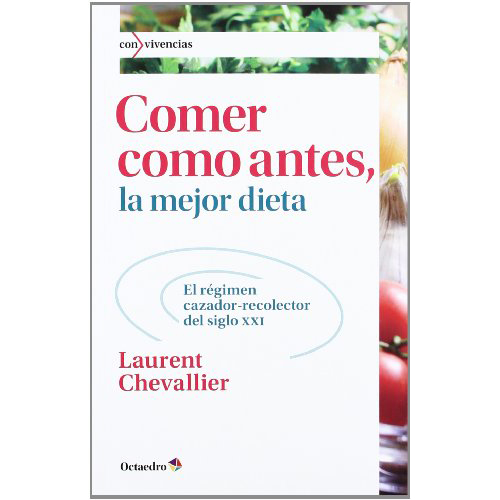 con vivencias
Comer
como antes,
la mejor dieta
El régimen
cazador-recolector
del siglo XXI
Laurent
Chevallier
Octaedro